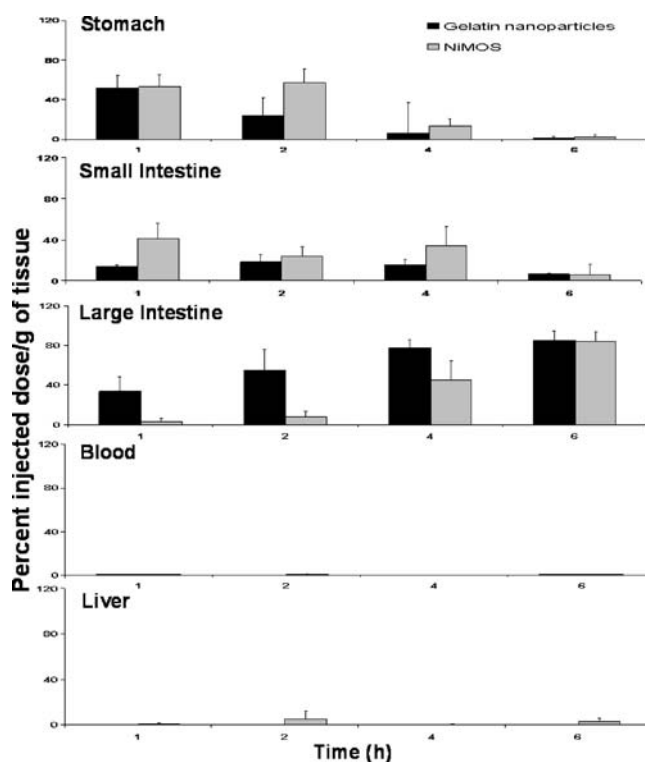 Stomach
Gelatin nanoparticles
NiMOS
120
80
40
0
1 2 4 6
Small Intestine
120
80
40
0
1 2 4 6
Large Intestine
120
80
40
0
1 2 4 6
Blood
120
80
40
0
1 2 4 6
Liver
120
80
40
0
1 2 4 6
Time (h)
Percent injected dose/g of tissue